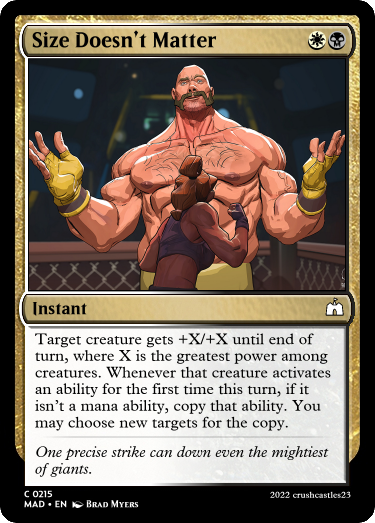 Size Doesn't Matter
Instant
Target creature gets +X/+X until end of
turn, where X is the greatest power among
creatures. Whenever that creature activates
an ability for the first time this turn, if it
isn't a mana ability, copy that ability. You
may choose new targets for the copy.
One precise strike can down even the mightiest
of giants.
C 0215
MAD • EN Brad Myers
2022 crushcastles23